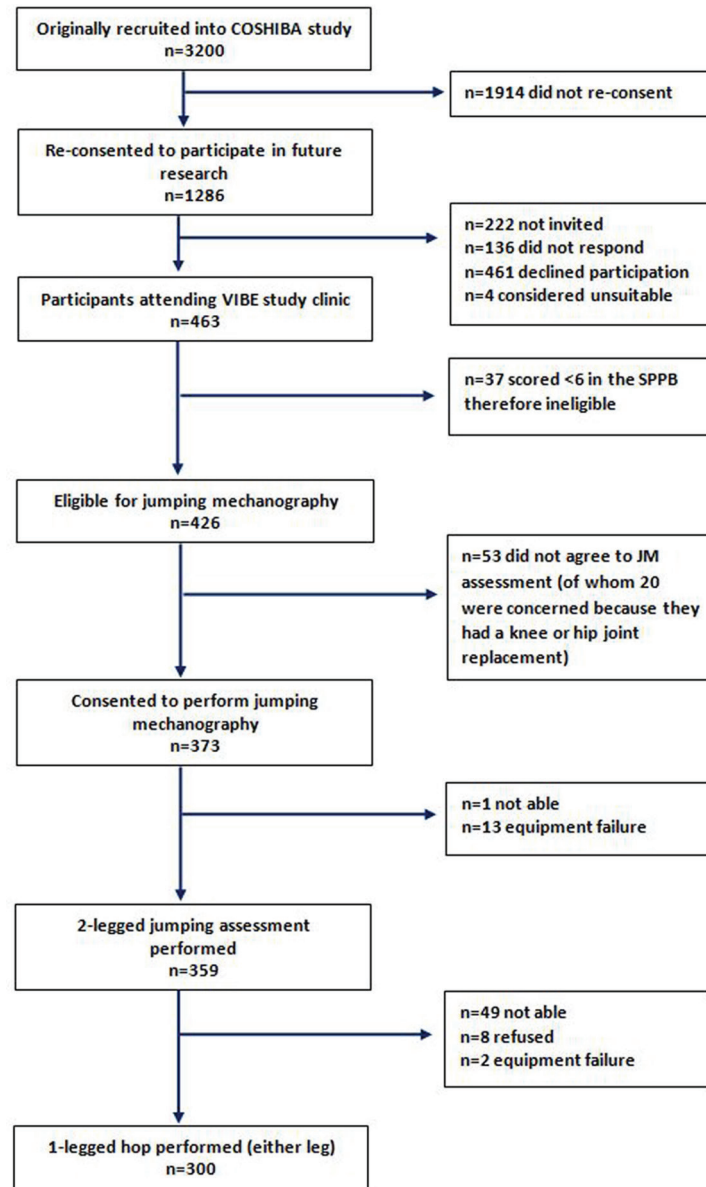 Originally recruited into COSHIBA study
n=3200
n=1914 did not re-consent
Re-consented to participate in future
research
n=1286
n=222 not invited
n=136 did not respond
n=461 declined participation
n=4 considered unsuitable
Participants attending VIBE study clinic
n=463
n=37 scored <6 in the SPPB
therefore ineligible
Eligible for jumping mechanography
n=426
n=53 did not agree to JM
assessment (of whom 20
were concerned because they
had a knee or hip joint
replacement)
Consented to perform jumping
mechanography
n=373
n=1 not able
n=13 equipment failure
2-legged jumping assessment
performed
n=359
n=49 not able
n=8 refused
n=2 equipment failure
1-legged hop performed (either leg)
n=300